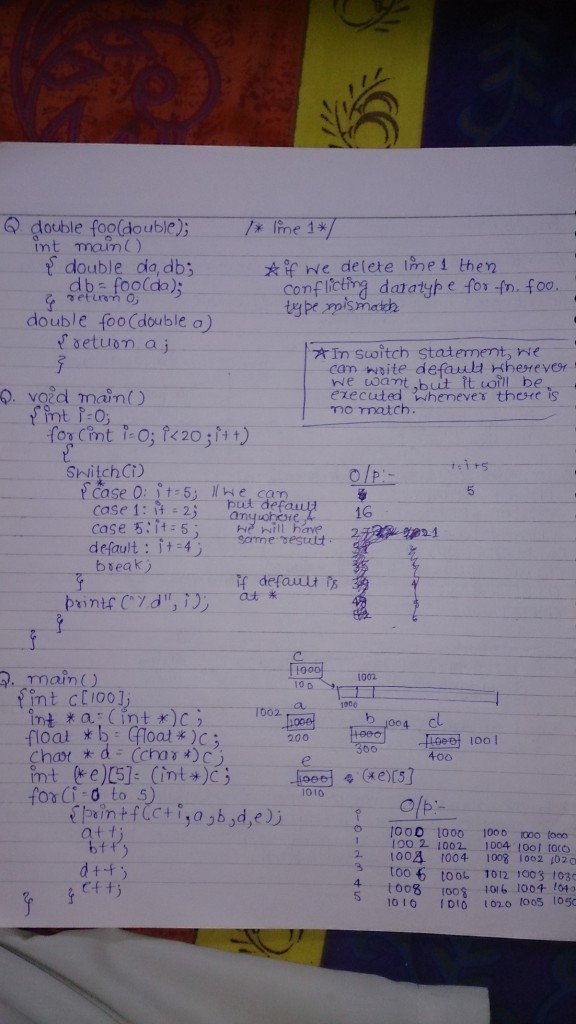 Q. double foo(double); /* line 1*/
int main()
{ double da,db;
db = foo(da);
} return 0;
double foo(double a)
{ return a;
}
★ if we delete line 1 then
conflicting datatype for fn. foo.
type mismatch
★ In switch statement, we
can write default wherever
we want, but it will be
executed whenever there is
no match.
Q. void main()
{ int i=0;
for(int i=0; i<20; i++)
{
switch(i)
{ * case 0: i+=5;
case 1: i+=2;
case 5: i+=5;
default: i+=4;
break;
}
printf("%d", i);
}
}
// we can
put default
anywhere &
we will have
same result.
if default is
at *
O/p:-
16
21
i=i+5
5
Q. main()
{ int c[100];
int *a=(int *)c;
float *b=(float*)c;
char *d=(char*)c;
int (*e)[5]=(int*)c;
for(i=0 to 5)
{ printf(c+i,a,b,d,e);
a++;
b++;
d++;
e++;
} }
c
1000
100
1002
1000
1002 a b 1004 d
1000 1000 1000 1001
200 300 400
e
1000 (*e)[5]
1010
i O/p:-
0 1000 1000 1000 1000 1000
1 1002 1002 1004 1001 1010
2 1004 1004 1008 1002 1020
3 1006 1006 1012 1003 1030
4 1008 1008 1016 1004 1040
5 1010 1010 1020 1005 1050